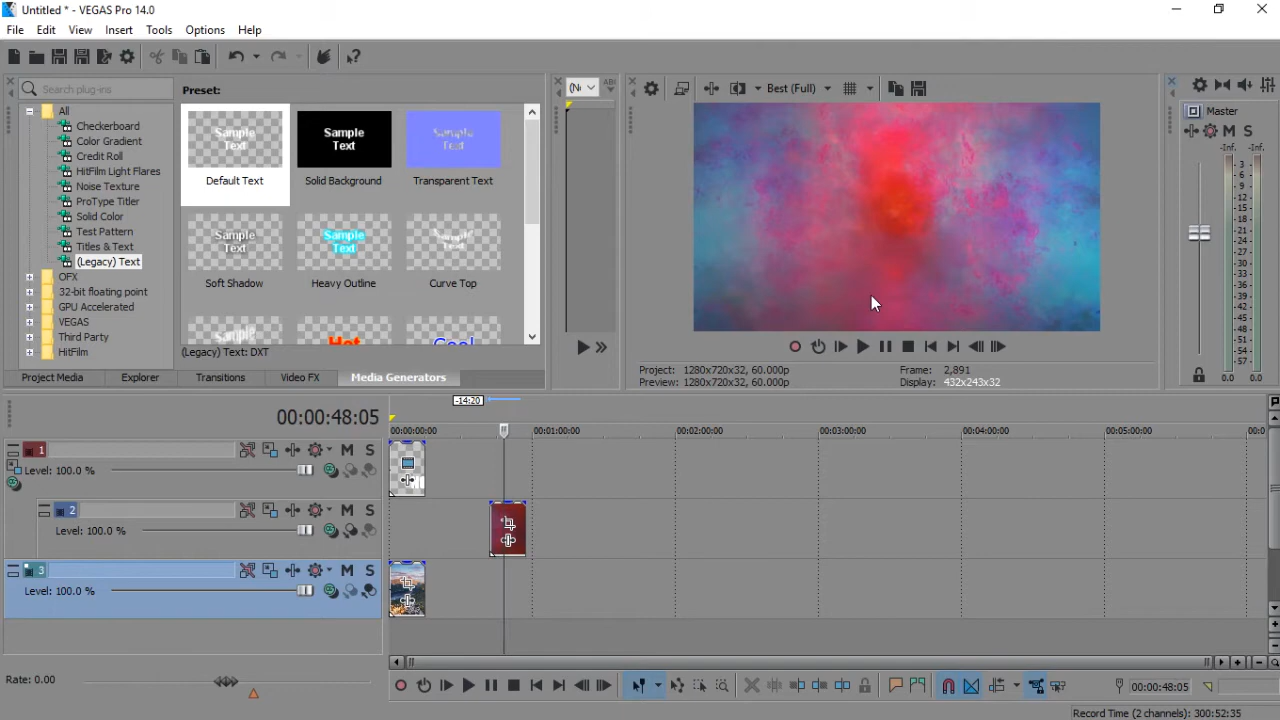 Untitled * - VEGAS Pro 14.0
File Edit View Insert Tools Options Help
Search plug-ins
Preset:
All
Checkerboard
Color Gradient
Credit Roll
HitFilm Light Flares
Noise Texture
ProType Titler
Solid Color
Test Pattern
Titles & Text
(Legacy) Text
OFX
32-bit floating point
GPU Accelerated
VEGAS
Third Party
HitFilm
Sample Text
Default Text
Sample Text
Solid Background
Sample Text
Transparent Text
Sample Text
Soft Shadow
Sample Text
Heavy Outline
Sample Text
Curve Top
Sample
Hot
Cool
(Legacy) Text: DXT
Project Media Explorer Transitions Video FX Media Generators
(N
Best (Full)
Project: 1280x720x32, 60.000p
Preview: 1280x720x32, 60.000p
Frame: 2,891
Display: 432x243x32
Master
M S
-Inf. -Inf.
3
6
9
12
15
18
21
24
27
30
33
36
39
42
45
48
51
54
57
0.0 0.0
00:00:48:05
-14:20
00:00:00:00 00:01:00:00 00:02:00:00 00:03:00:00 00:04:00:00 00:05:00:00 00:0
1 M S
Level: 100.0 %
2 M S
Level: 100.0 %
3 M S
Level: 100.0 %
Rate: 0.00
00:00:48:05
Record Time (2 channels): 300:52:35